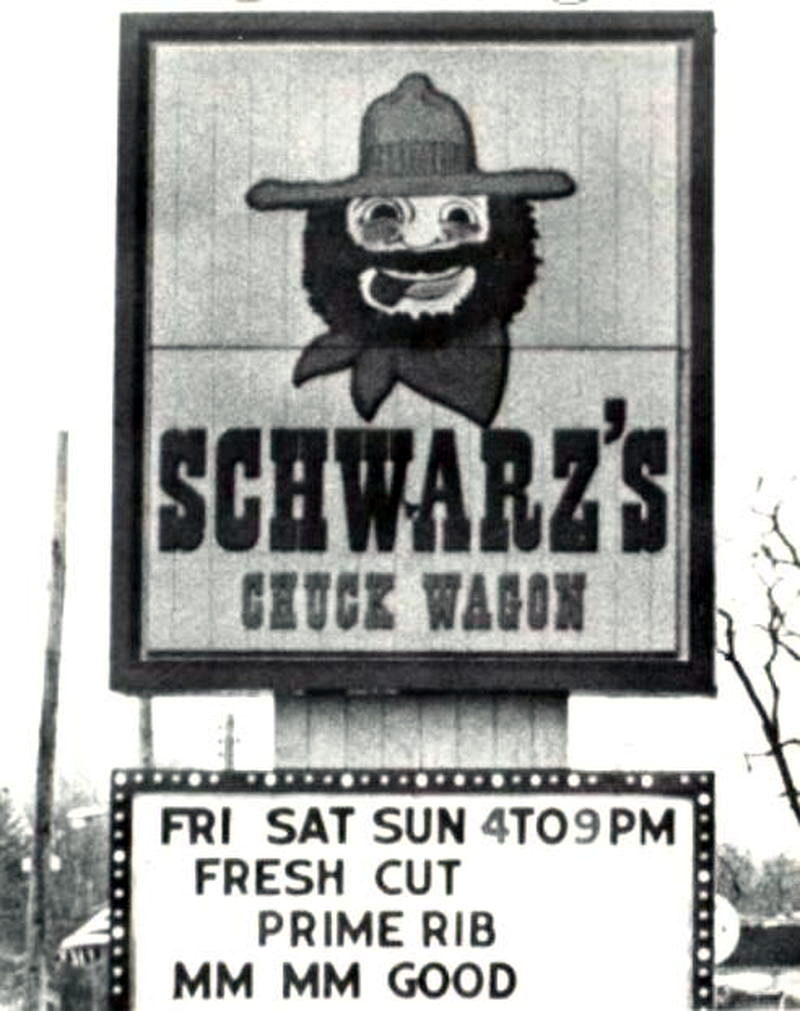 SCHWARZ'S
CHUCK WAGON
FRI SAT SUN 4TO9PM
FRESH CUT
PRIME RIB
MM MM GOOD